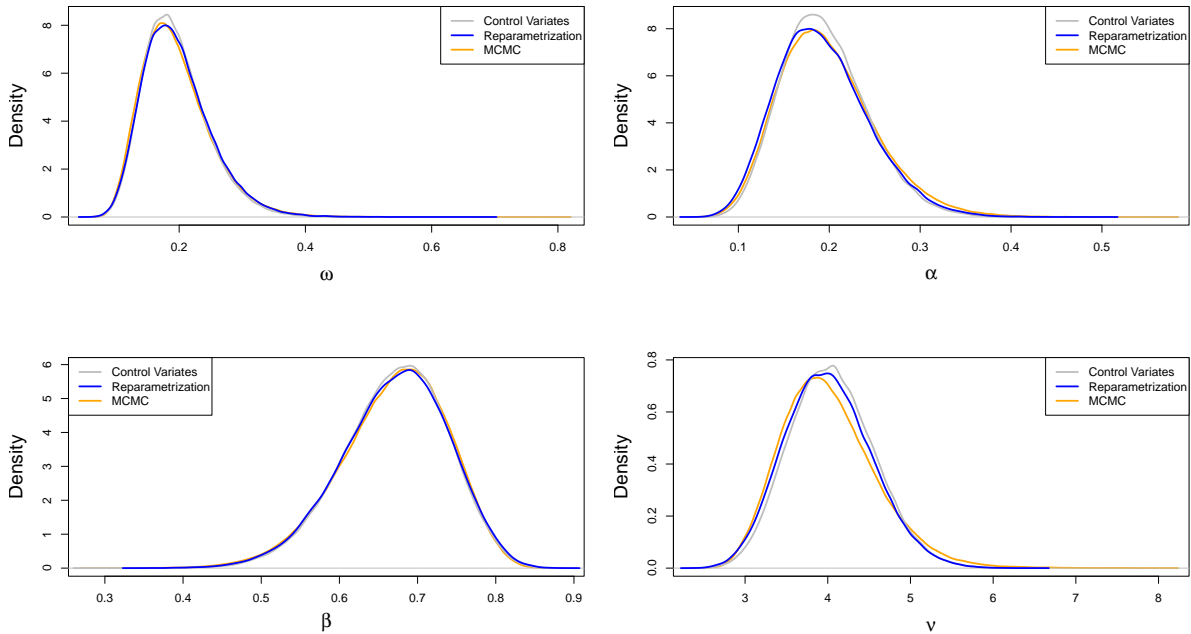 Density
8
6
4
2
0
Control Variates
Reparametrization
MCMC
0.2
0.4
0.6
0.8
ω
Density
8
6
4
2
0
Control Variates
Reparametrization
MCMC
0.1
0.2
0.3
0.4
0.5
α
Density
6
5
4
3
2
1
0
Control Variates
Reparametrization
MCMC
0.3
0.4
0.5
0.6
0.7
0.8
0.9
β
Density
0.8
0.6
0.4
0.2
0.0
Control Variates
Reparametrization
MCMC
3
4
5
6
7
8
ν